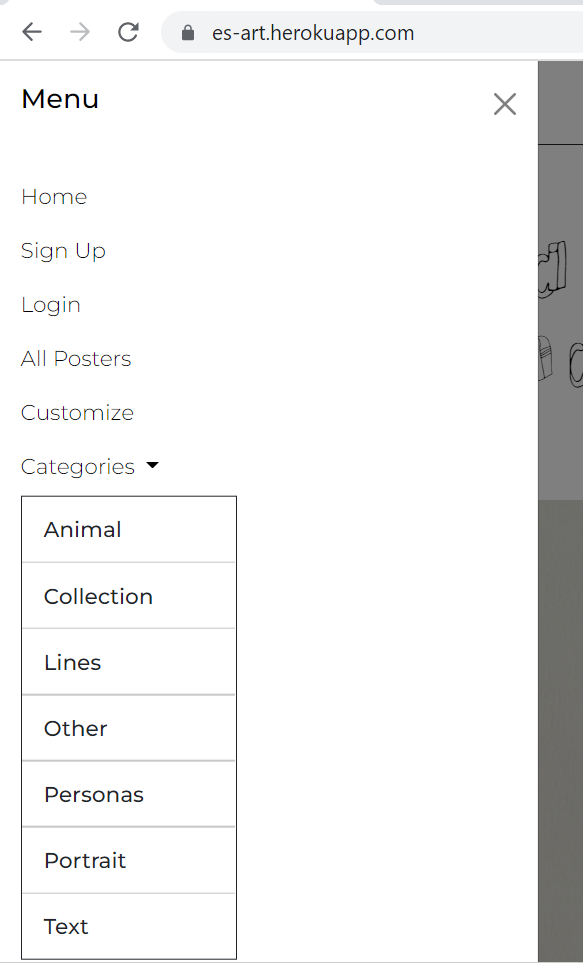 es-art.herokuapp.com
Menu
Home
Sign Up
Login
All Posters
Customize
Categories
Animal
Collection
Lines
Other
Personas
Portrait
Text